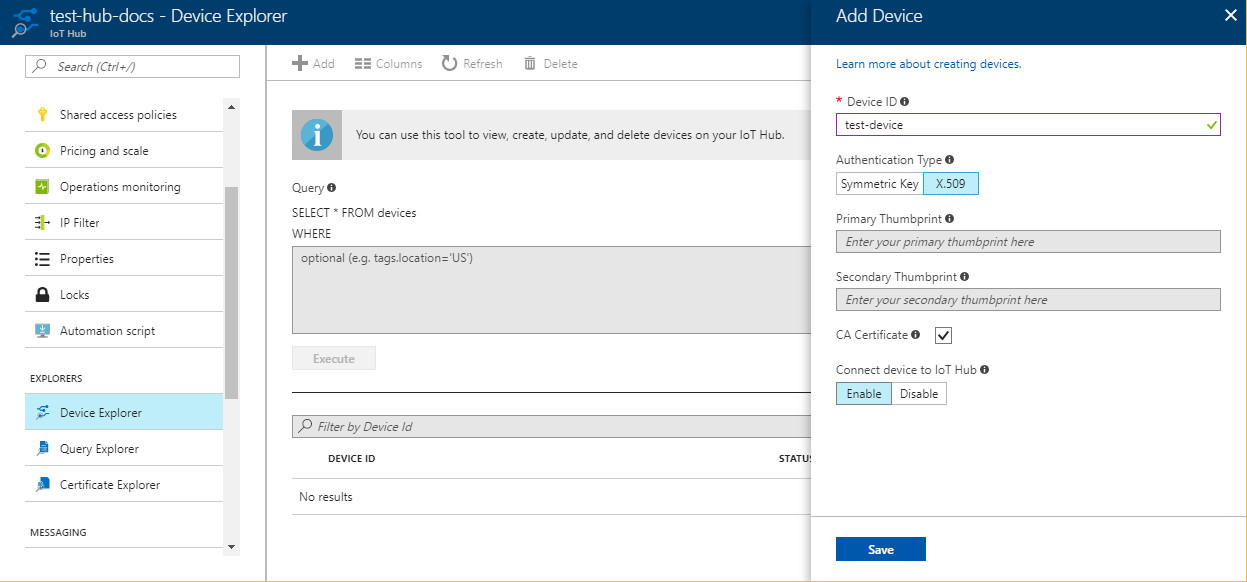 test-hub-docs - Device Explorer
IoT Hub
Search (Ctrl+/)
Shared access policies
Pricing and scale
Operations monitoring
IP Filter
Properties
Locks
Automation script
EXPLORERS
Device Explorer
Query Explorer
Certificate Explorer
MESSAGING
Add Columns Refresh Delete
You can use this tool to view, create, update, and delete devices on your IoT Hub.
Query
SELECT * FROM devices
WHERE
optional (e.g. tags.location='US')
Execute
Filter by Device Id
DEVICE ID STATUS
No results
Add Device
Learn more about creating devices.
* Device ID
test-device
Authentication Type
Symmetric Key X.509
Primary Thumbprint
Enter your primary thumbprint here
Secondary Thumbprint
Enter your secondary thumbprint here
CA Certificate
Connect device to IoT Hub
Enable Disable
Save